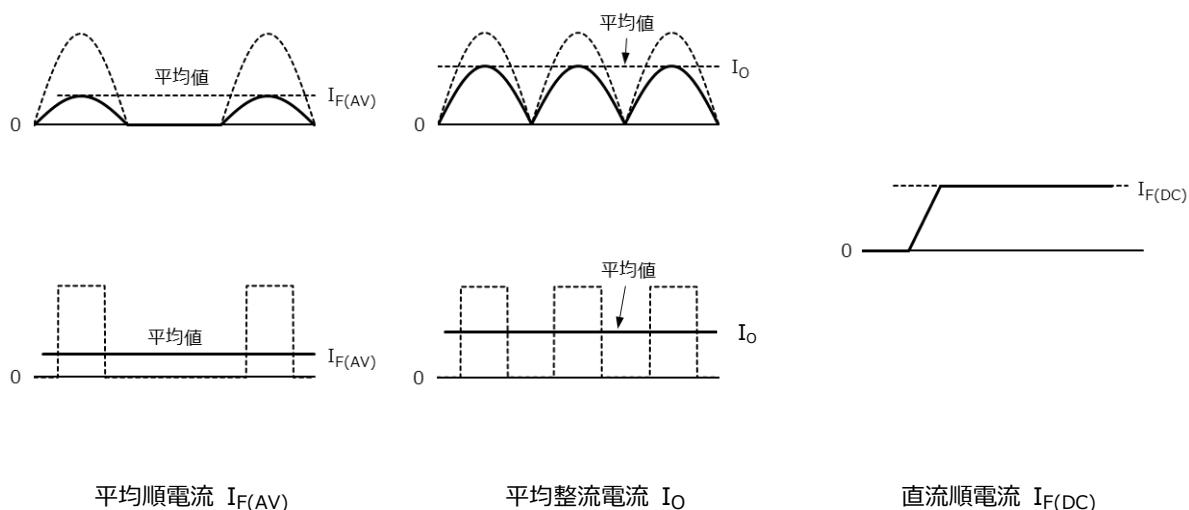 平均値
I_F(AV)
0
平均値
I_O
0
I_F(DC)
0
平均値
I_F(AV)
0
平均値
I_O
0
平均順電流 I_F(AV)
平均整流電流 I_O
直流順電流 I_F(DC)